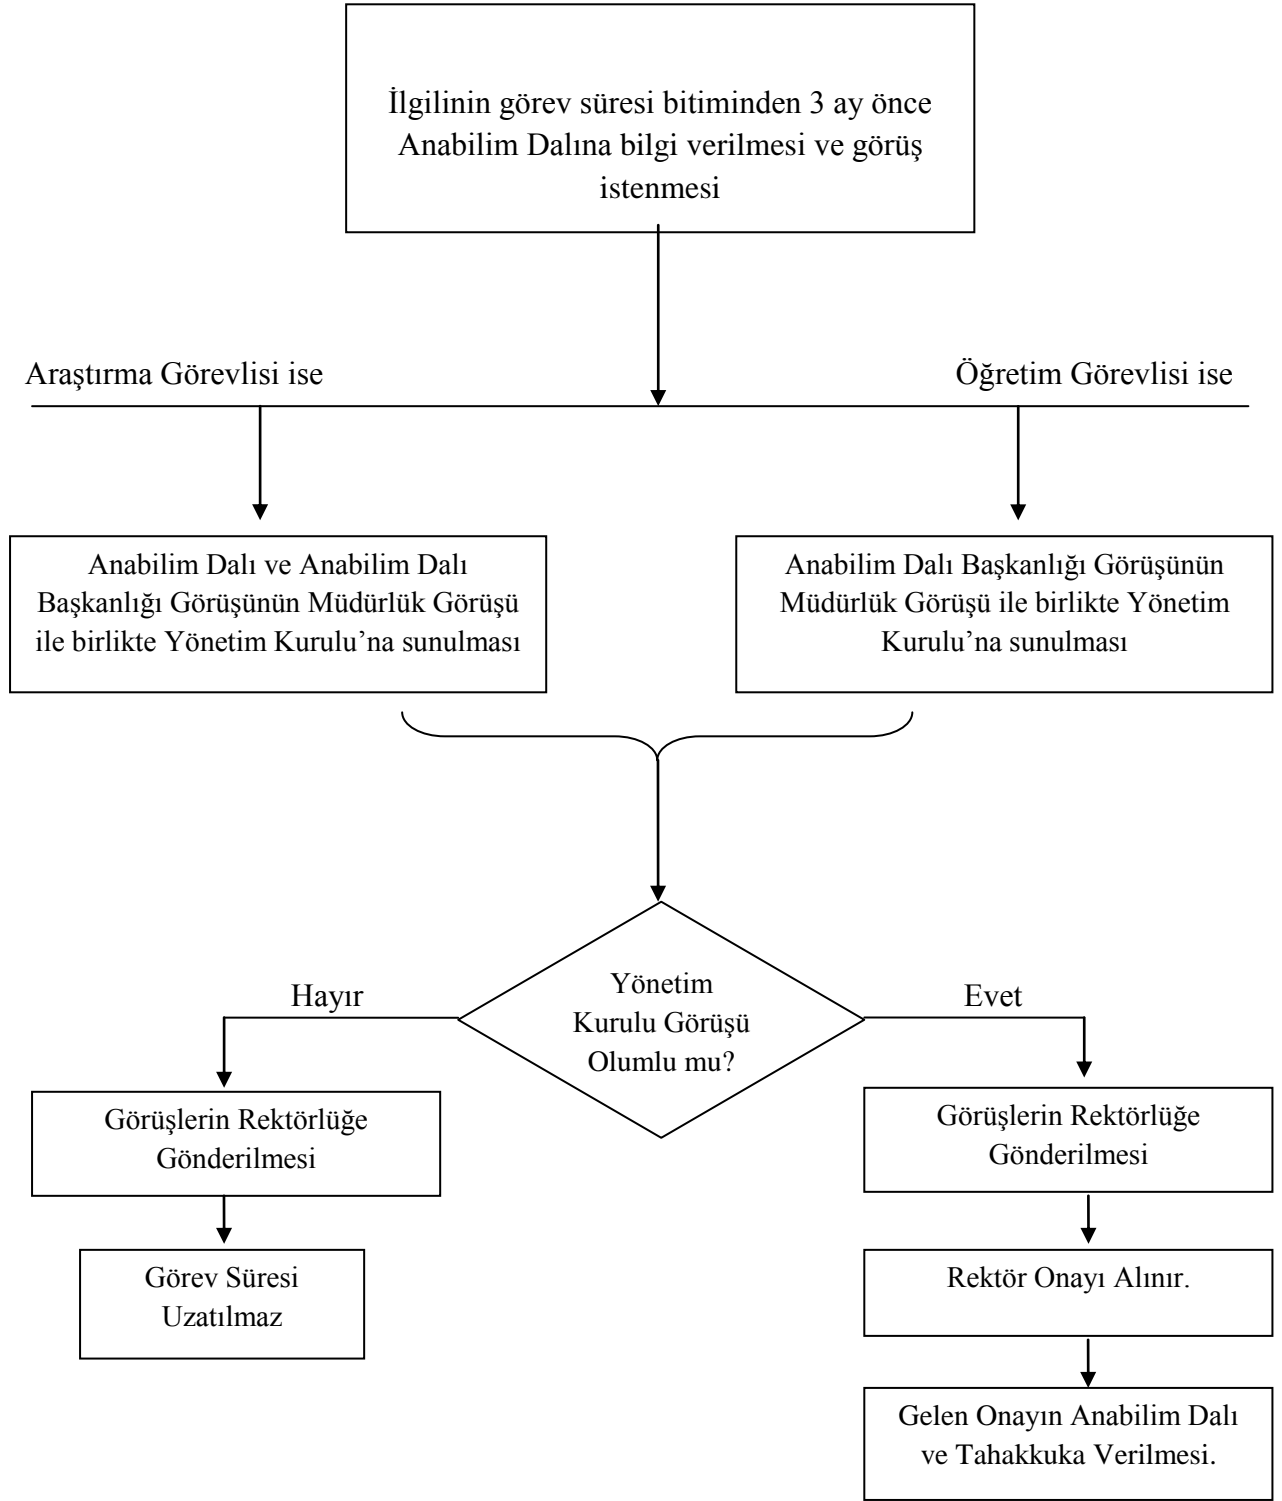 İlgilinin görev süresi bitiminden 3 ay önce
Anabilim Dalına bilgi verilmesi ve görüş
istenmesi
Araştırma Görevlisi ise
Öğretim Görevlisi ise
Anabilim Dalı ve Anabilim Dalı
Başkanlığı Görüşünün Müdürlük Görüşü
ile birlikte Yönetim Kurulu’na sunulması
Anabilim Dalı Başkanlığı Görüşünün
Müdürlük Görüşü ile birlikte Yönetim
Kurulu’na sunulması
Yönetim
Kurulu Görüşü
Olumlu mu?
Hayır
Evet
Görüşlerin Rektörlüğe
Gönderilmesi
Görev Süresi
Uzatılmaz
Görüşlerin Rektörlüğe
Gönderilmesi
Rektör Onayı Alınır.
Gelen Onayın Anabilim Dalı
ve Tahakkuka Verilmesi.